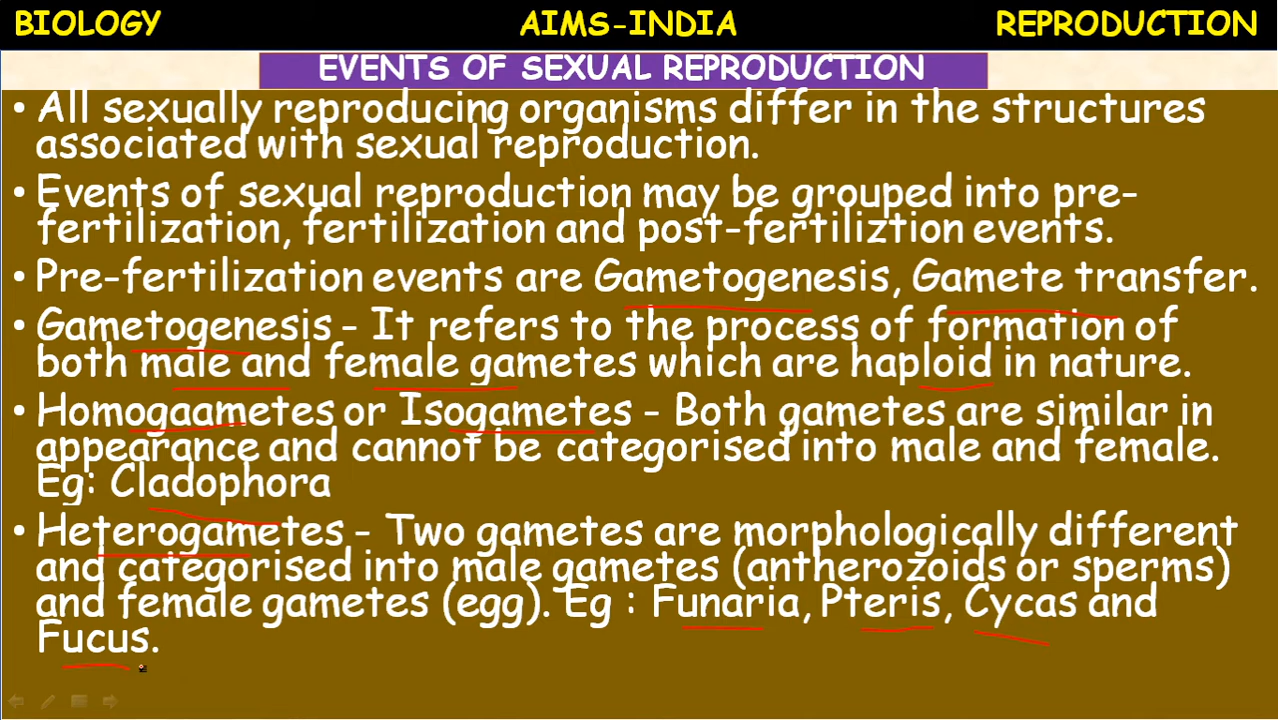 BIOLOGY AIMS-INDIA REPRODUCTION
EVENTS OF SEXUAL REPRODUCTION
• All sexually reproducing organisms differ in the structures
associated with sexual reproduction.
• Events of sexual reproduction may be grouped into pre-
fertilization, fertilization and post-fertiliztion events.
• Pre-fertilization events are Gametogenesis, Gamete transfer.
• Gametogenesis - It refers to the process of formation of
both male and female gametes which are haploid in nature.
• Homogaametes or Isogametes - Both gametes are similar in
appearance and cannot be categorised into male and female.
Eg: Cladophora
• Heterogametes - Two gametes are morphologically different
and categorised into male gametes (antherozoids or sperms)
and female gametes (egg). Eg : Funaria, Pteris, Cycas and
Fucus.